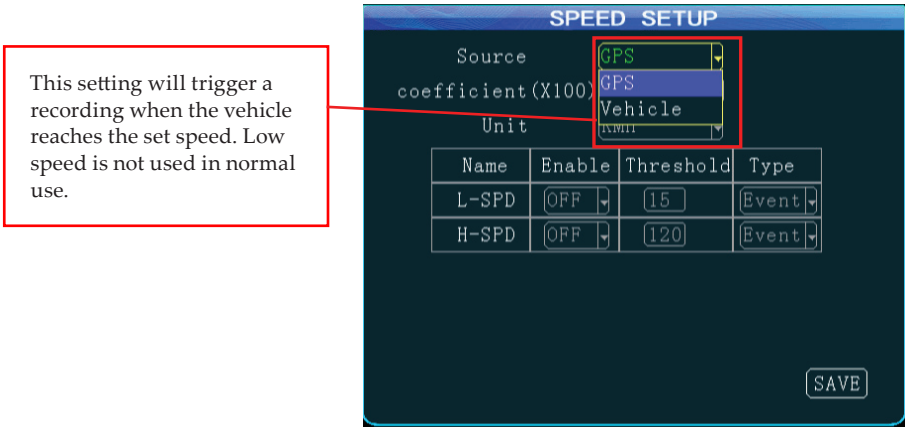 SPEED SETUP
This setting will trigger a
recording when the vehicle
reaches the set speed. Low
speed is not used in normal
use.
Source GPS
coefficient(X100) GPS
Vehicle
Unit
Name Enable Threshold Type
L-SPD OFF 15 Event
H-SPD OFF 120 Event
SAVE